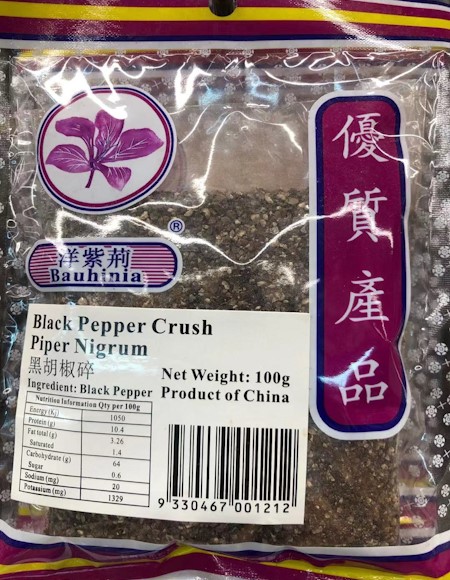 優質產品
®
洋紫荊
Bauhinia
Black Pepper Crush
Piper Nigrum
黑胡椒碎
Net Weight: 100g
Ingredient: Black Pepper
Product of China
Nutrition Information Qty per 100g
Energy (Kj) 1050
Protein (g) 10.4
Fat total (g) 3.26
Saturated 1.4
Carbohydrate (g) 64
Sugar 0.6
Sodium (mg) 20
Potassium (mg) 1329
9 330467 001212